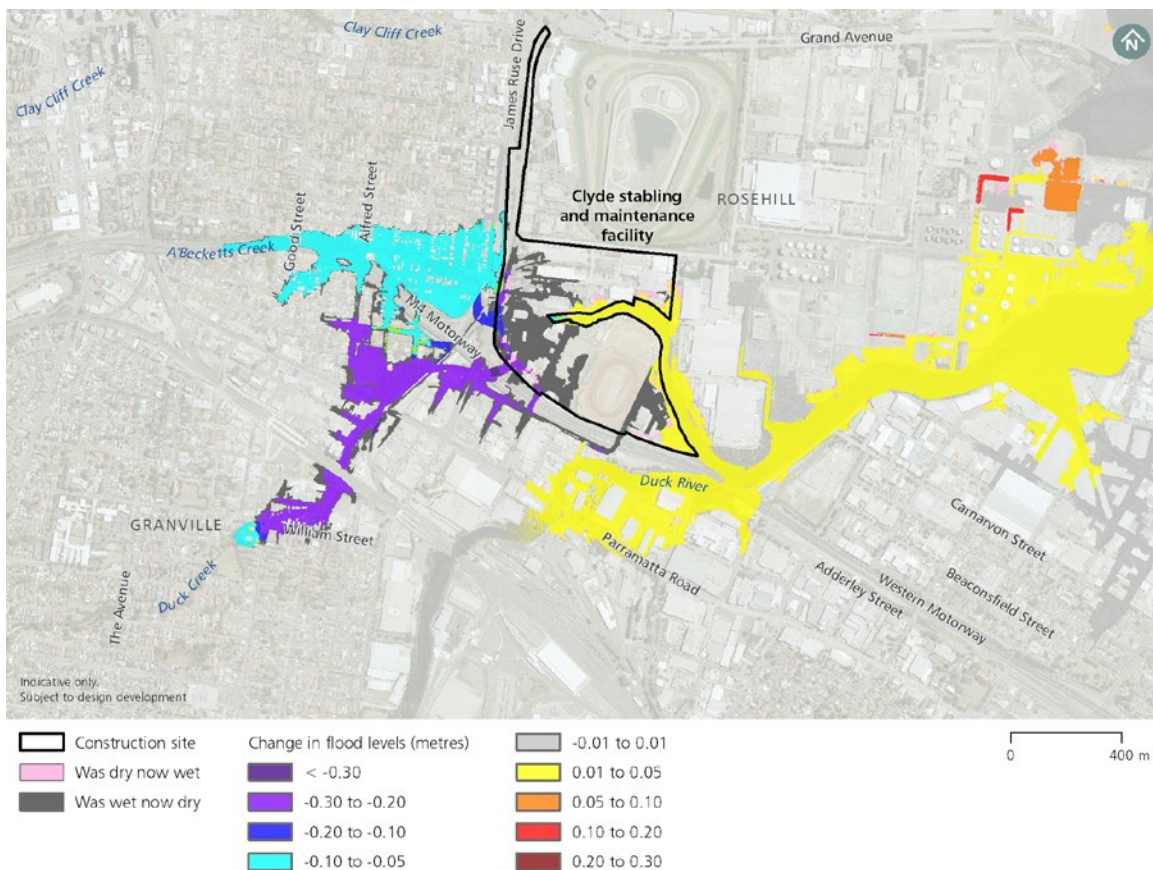 Clay Cliff Creek
Grand Avenue
N
Clay Cliff Creek
James Ruse Drive
Clyde stabling
and maintenance
facility
ROSEHILL
Alfred Street
Good Street
A'Becketts Creek
M4 Motorway
Duck River
GRANVILLE
William Street
Parramatta Road
Carnarvon Street
The Avenue
Duck Creek
Adderley Street
Western Motorway
Beaconsfield Street
Indicative only.
Subject to design development
Construction site
Was dry now wet
Was wet now dry
Change in flood levels (metres)
< -0.30
-0.30 to -0.20
-0.20 to -0.10
-0.10 to -0.05
-0.01 to 0.01
0.01 to 0.05
0.05 to 0.10
0.10 to 0.20
0.20 to 0.30
0 400 m